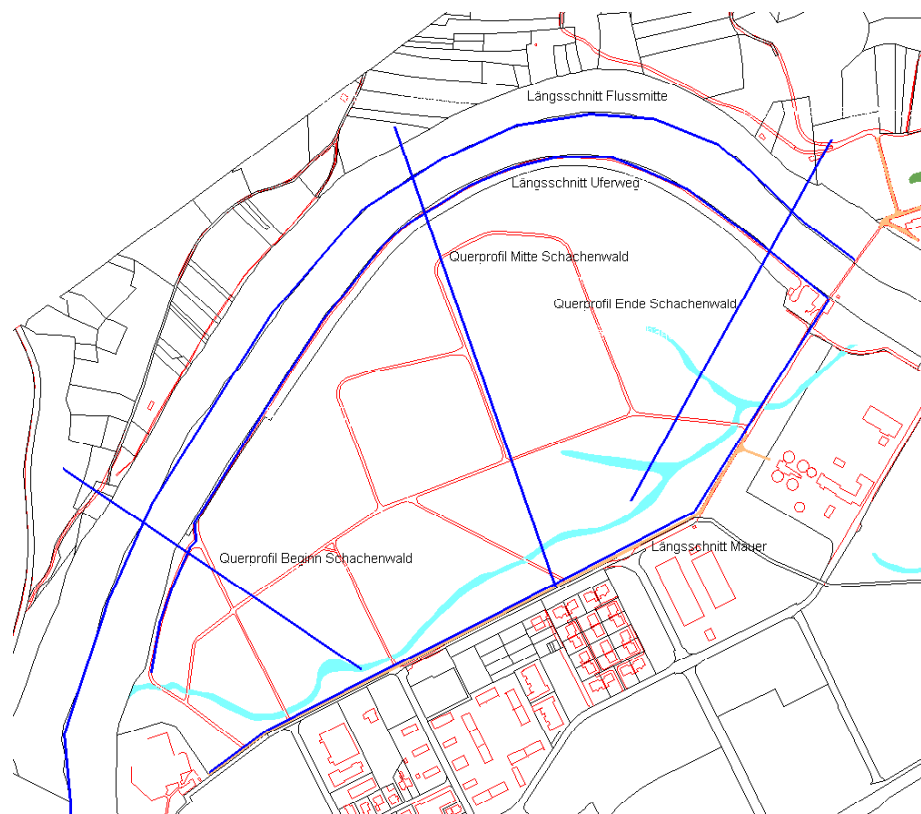 Längsschnitt Flussmitte
Längsschnitt Uferweg
Querprofil Mitte Schachenwald
Querprofil Ende Schachenwald
Querprofil Beginn Schachenwald
Längsschnitt Mauer